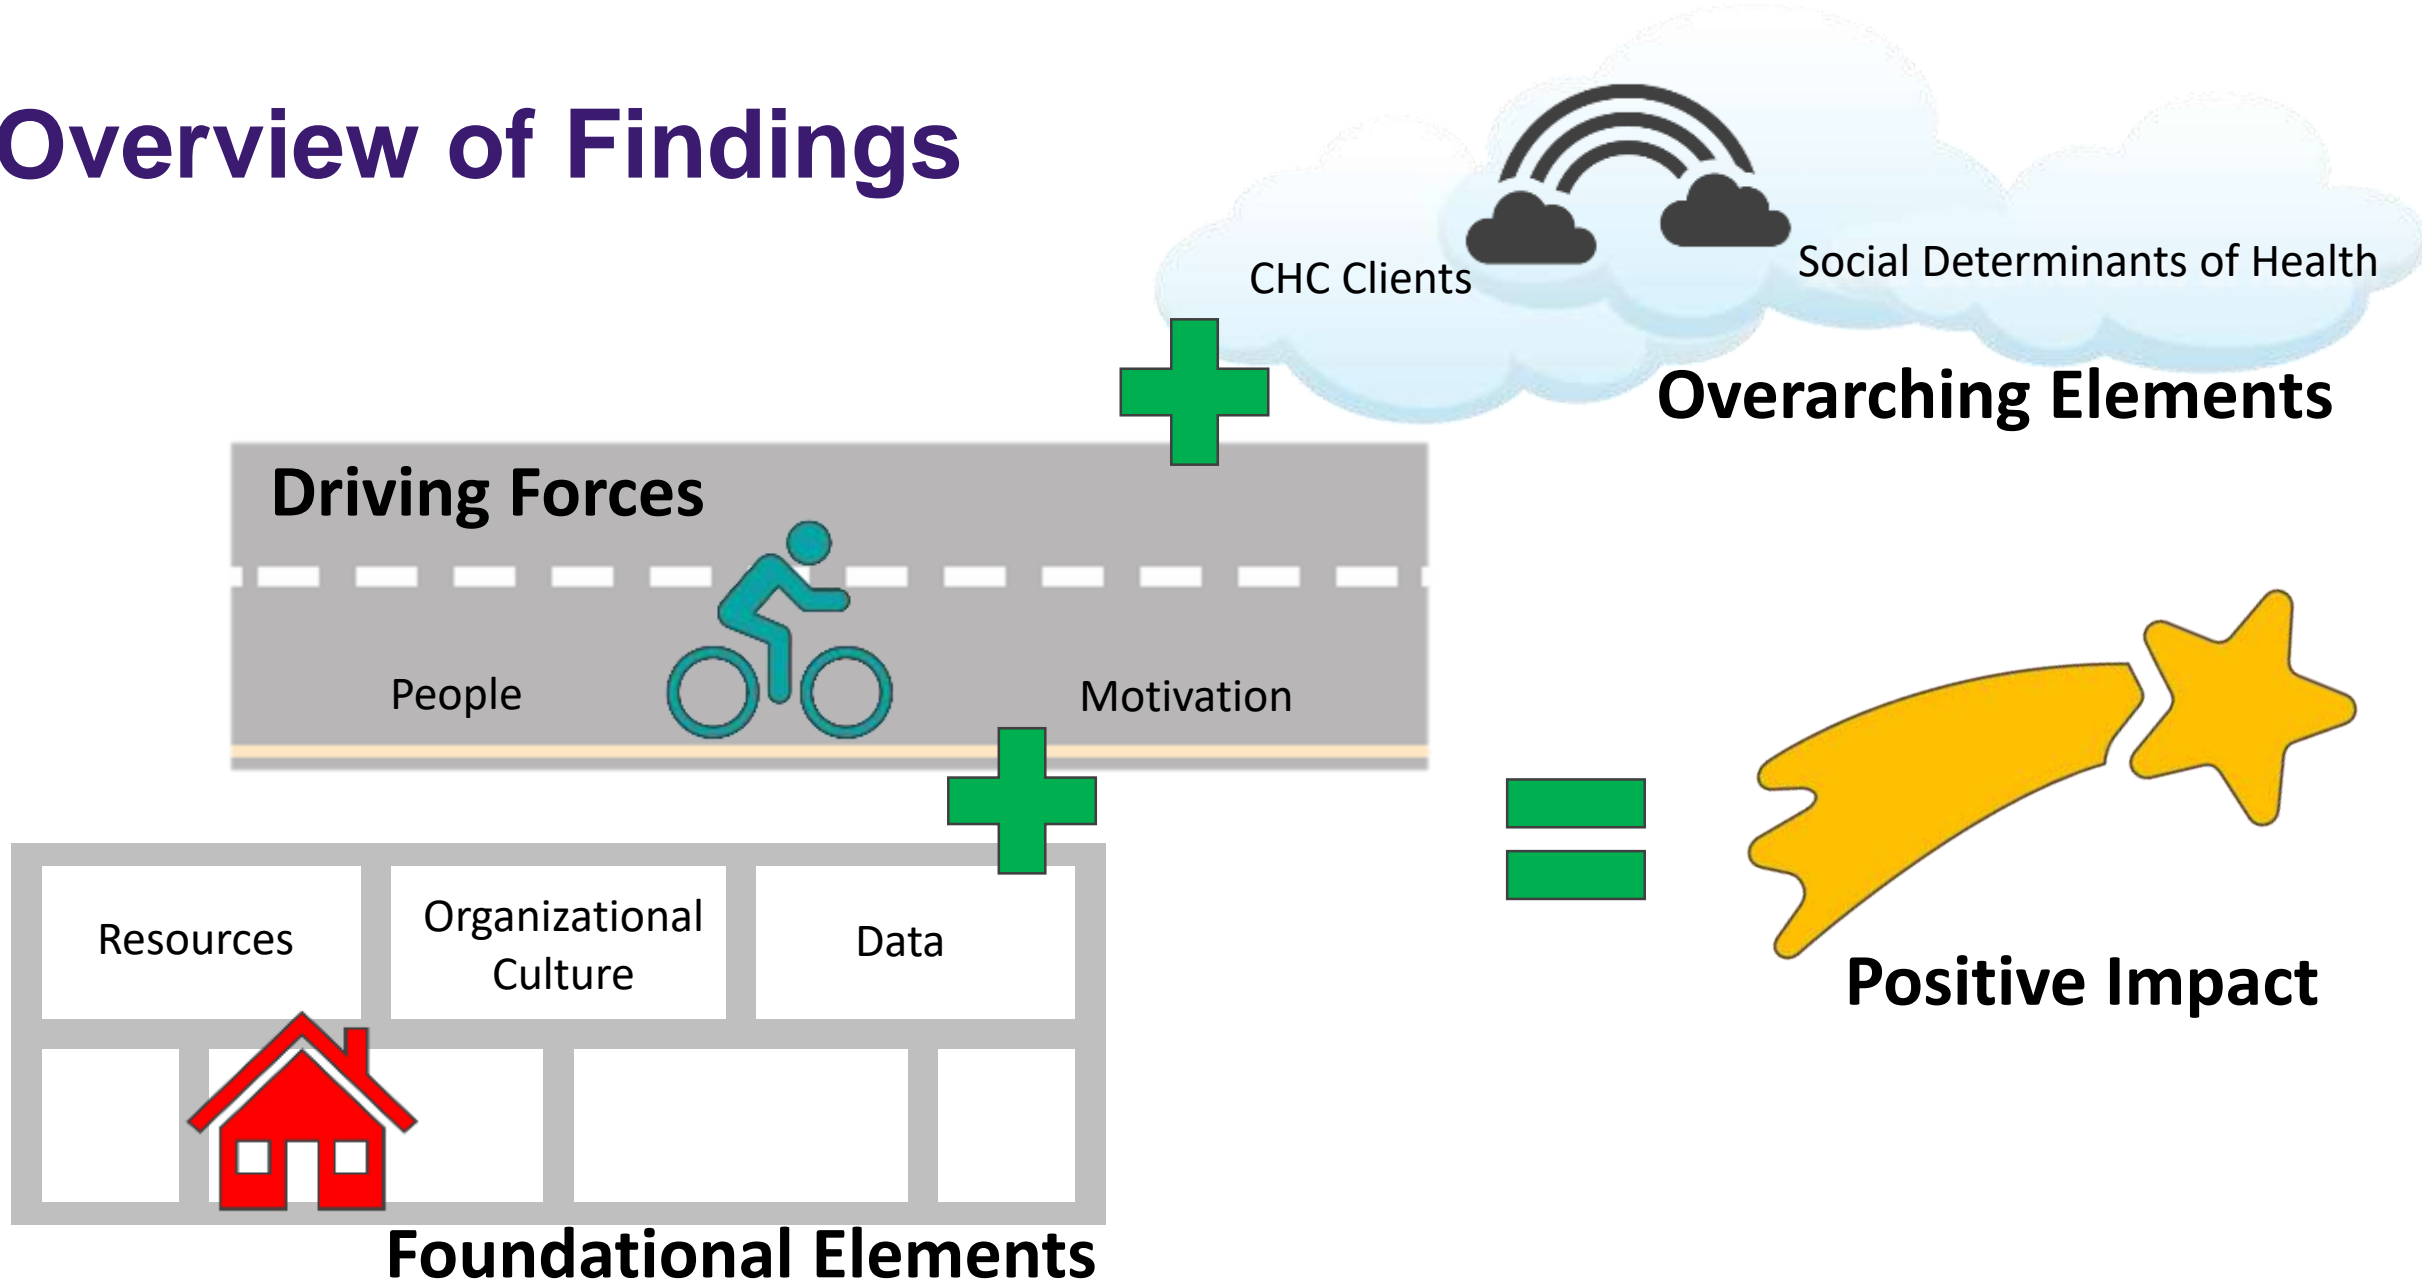 Overview of Findings
CHC Clients
Social Determinants of Health
Overarching Elements
Driving Forces
People
Motivation
Resources
Organizational
Culture
Data
Positive Impact
Foundational Elements